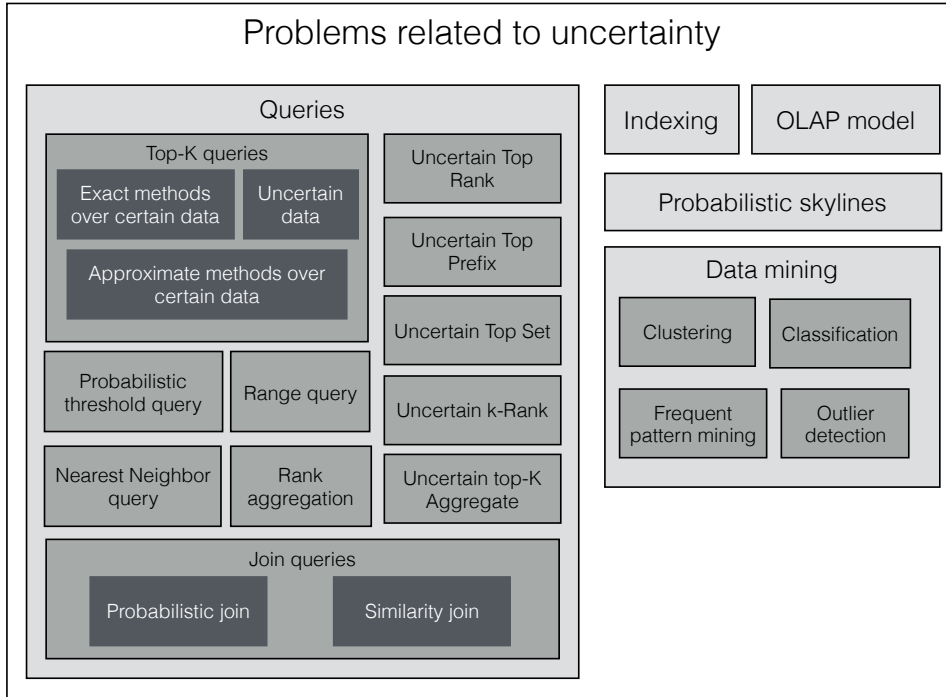 Problems related to uncertainty
Queries
Top-K queries
Exact methods
over certain data
Uncertain
data
Approximate methods over
certain data
Uncertain Top
Rank
Uncertain Top
Prefix
Uncertain Top Set
Uncertain k-Rank
Uncertain top-K
Aggregate
Probabilistic
threshold query
Range query
Nearest Neighbor
query
Rank
aggregation
Join queries
Probabilistic join
Similarity join
Indexing
OLAP model
Probabilistic skylines
Data mining
Clustering
Classification
Frequent
pattern mining
Outlier
detection